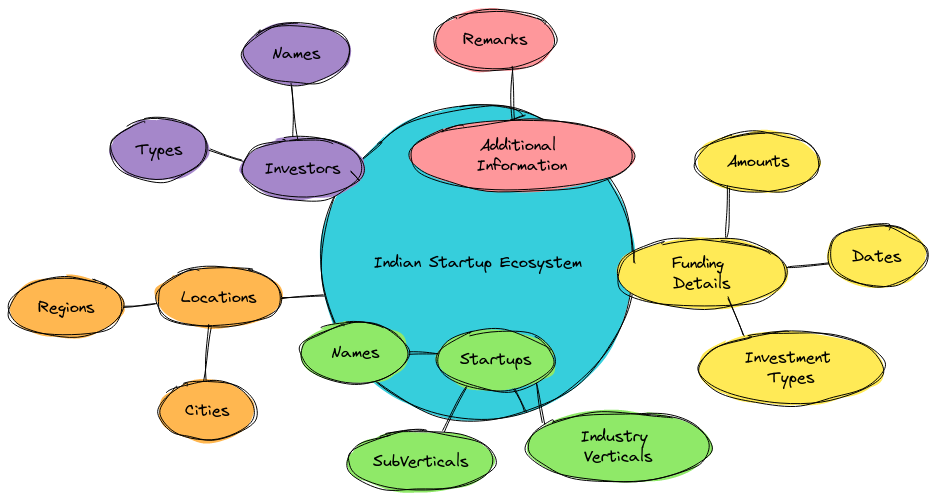 Remarks
Names
Additional
Information
Types
Investors
Amounts
Indian Startup Ecosystem
Funding
Details
Dates
Locations
Regions
Names
Startups
Investment
Types
Cities
Industry
Verticals
SubVerticals